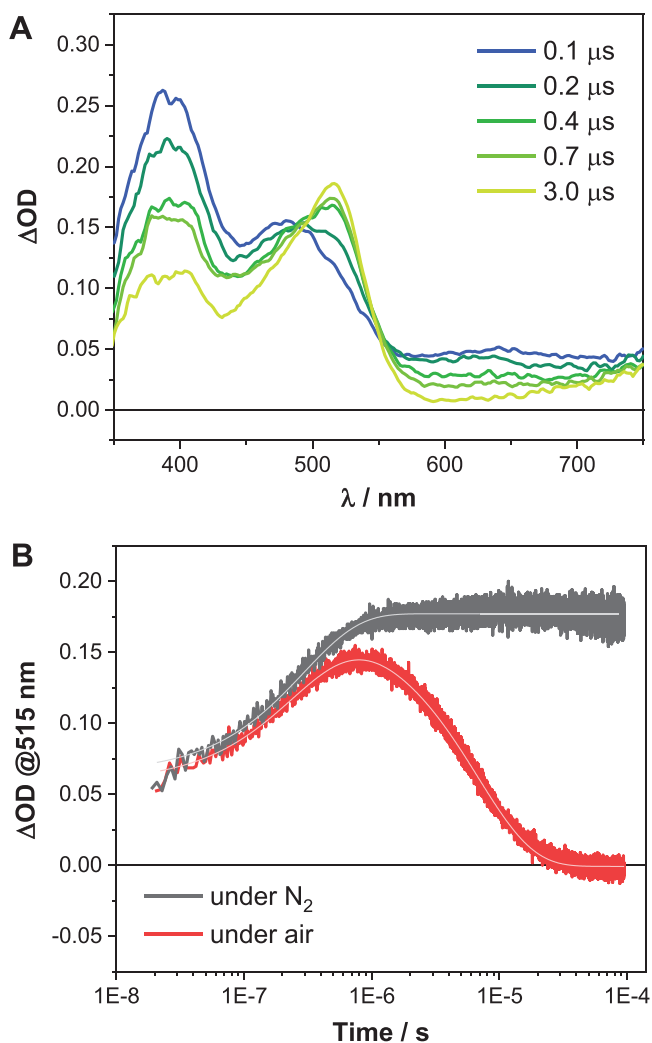 A
0.30
0.25
0.20
0.15
0.10
0.05
0.00
ΔOD
0.1 μs
0.2 μs
0.4 μs
0.7 μs
3.0 μs
400 500 600 700
λ / nm
B
0.20
0.15
0.10
0.05
0.00
-0.05
ΔOD @515 nm
under N₂
under air
1E-8 1E-7 1E-6 1E-5 1E-4
Time / s